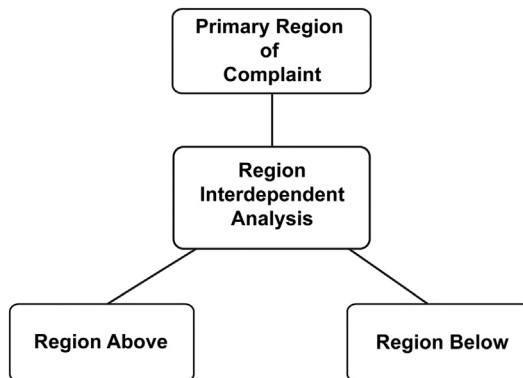 Primary Region
of
Complaint
Region
Interdependent
Analysis
Region Above
Region Below